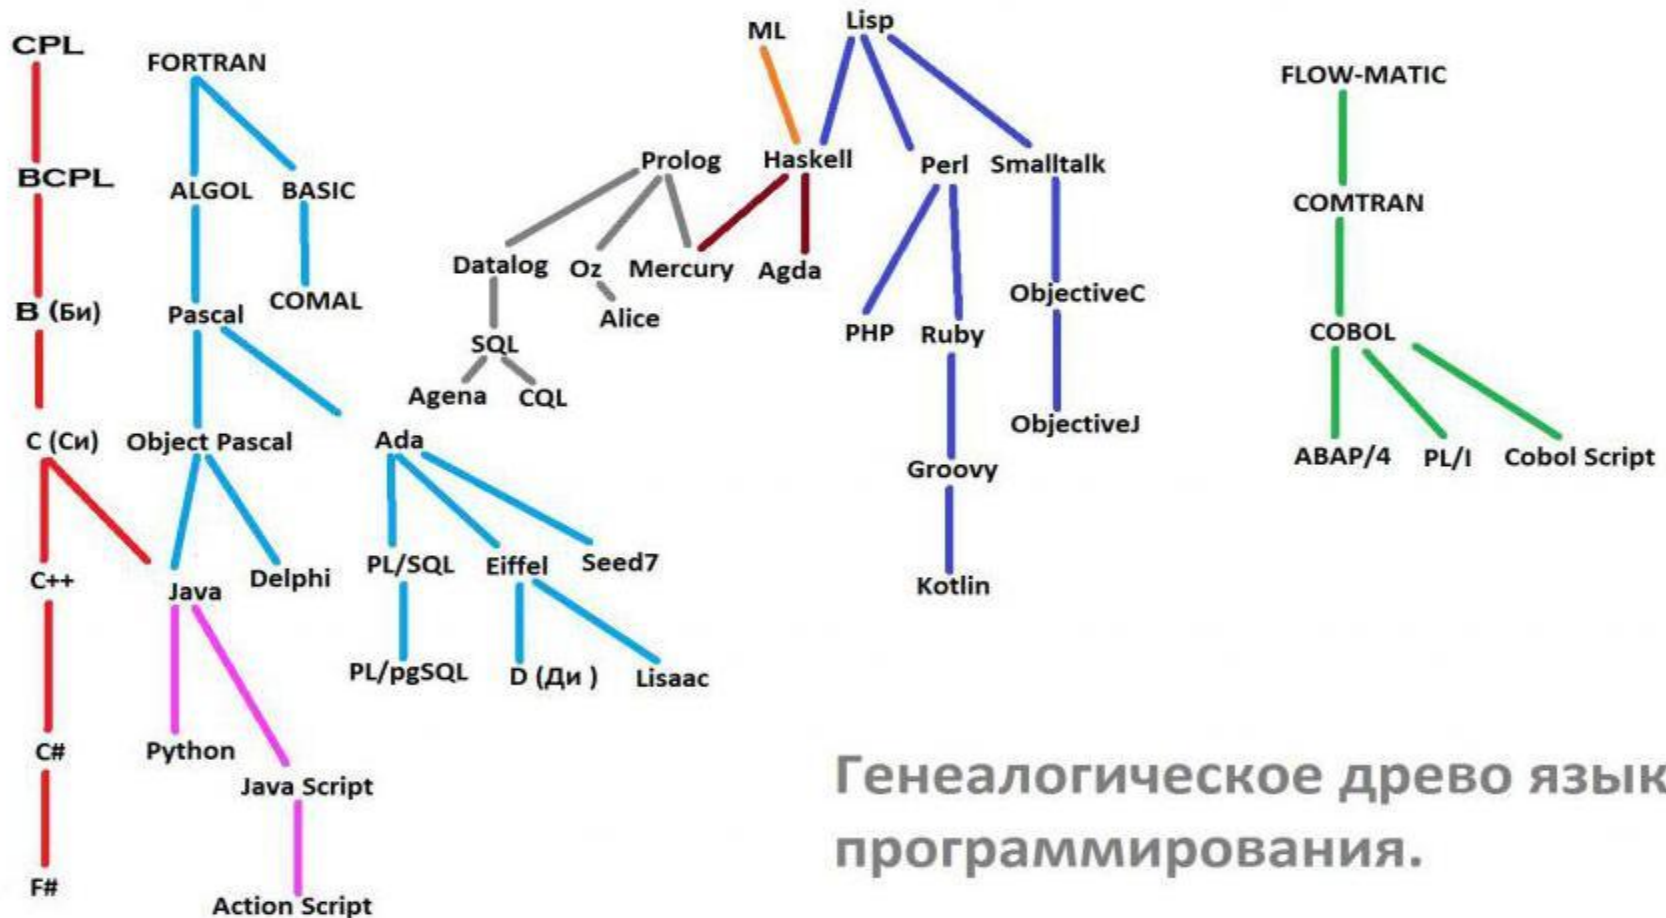 CPL
FORTRAN
ML
Lisp
FLOW-MATIC
BCPL
ALGOL
BASIC
Prolog
Haskell
Perl
Smalltalk
COMTRAN
Datalog
Oz
Mercury
Agda
B (Би)
Pascal
COMAL
Alice
ObjectiveC
SQL
PHP
Ruby
COBOL
Agena
CQL
C (Си)
Object Pascal
Ada
ObjectiveJ
ABAP/4
PL/I
Cobol Script
Groovy
C++
Java
Delphi
PL/SQL
Eiffel
Seed7
Kotlin
PL/pgSQL
D (Ди )
Lisaac
C#
Python
Java Script
F#
Action Script
Генеалогическое древо язык
программирования.